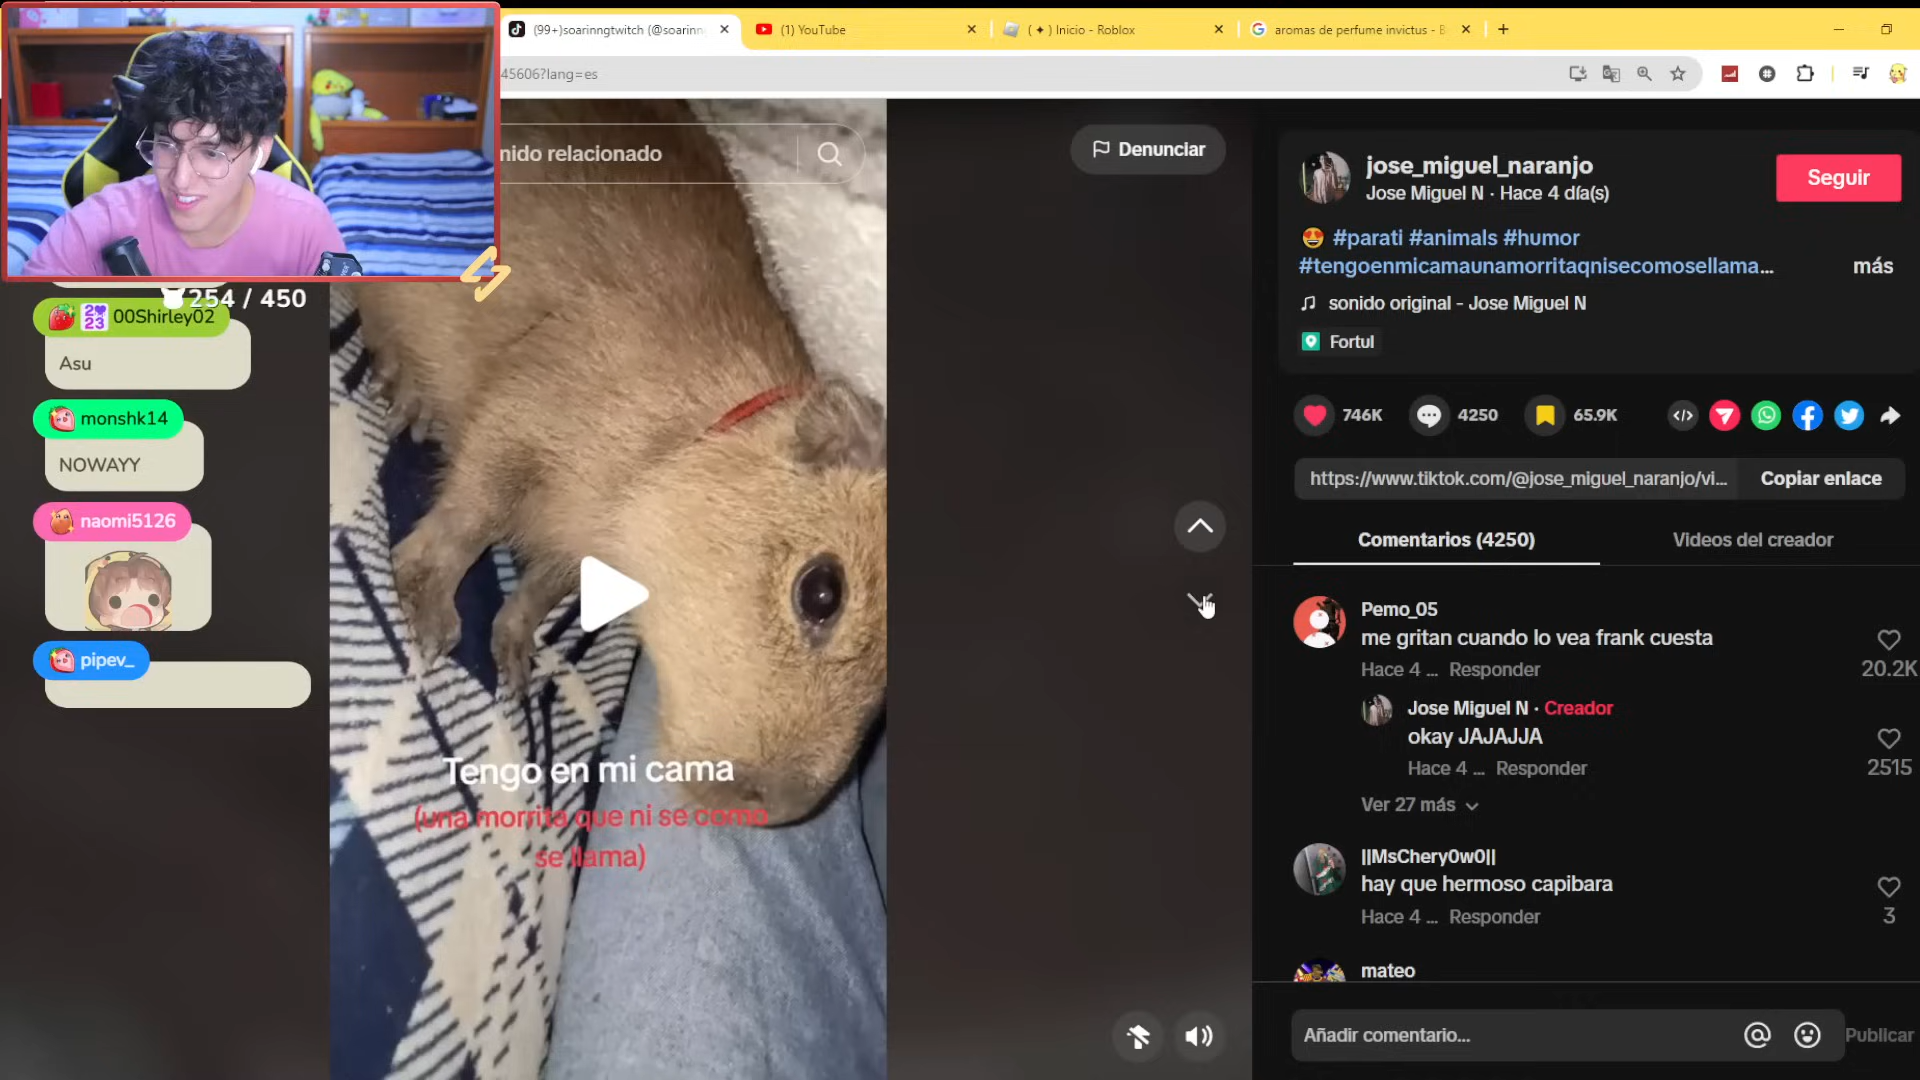 (99+)soarinngtwitch (@soarinn
(1) YouTube
( ✦ ) Inicio - Roblox
aromas de perfume invictus - B
45606?lang=es
nido relacionado
Denunciar
254 / 450
00Shirley02
Asu
monshk14
NOWAYY
naomi5126
pipev_
Tengo en mi cama
(una morrita que ni se como
se llama)
jose_miguel_naranjo
Jose Miguel N · Hace 4 día(s)
Seguir
😍 #parati #animals #humor
#tengoenmicamaunamorritaqnisecomosellama...
más
sonido original - Jose Miguel N
Fortul
746K
4250
65.9K
https://www.tiktok.com/@jose_miguel_naranjo/vi...
Copiar enlace
Comentarios (4250)
Videos del creador
Pemo_05
me gritan cuando lo vea frank cuesta
Hace 4 ... Responder
20.2K
Jose Miguel N · Creador
okay JAJAJJA
Hace 4 ... Responder
2515
Ver 27 más
||MsChery0w0||
hay que hermoso capibara
Hace 4 ... Responder
3
mateo
Añadir comentario...
Publicar